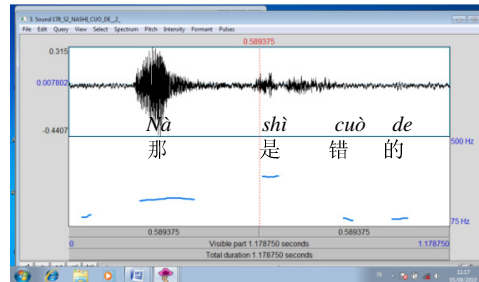 3. Sound LTR_S2_NASHI_CUO_DE_2_
File Edit Query View Select Spectrum Pitch Intensity Formant Pulses
0.589375
0.315
0.007802
-0.4407
Nà shì cuò de
那 是 错 的
500 Hz
75 Hz
0.589375 0.589375
0 Visible part 1.178750 seconds 1.178750
Total duration 1.178750 seconds
11:17